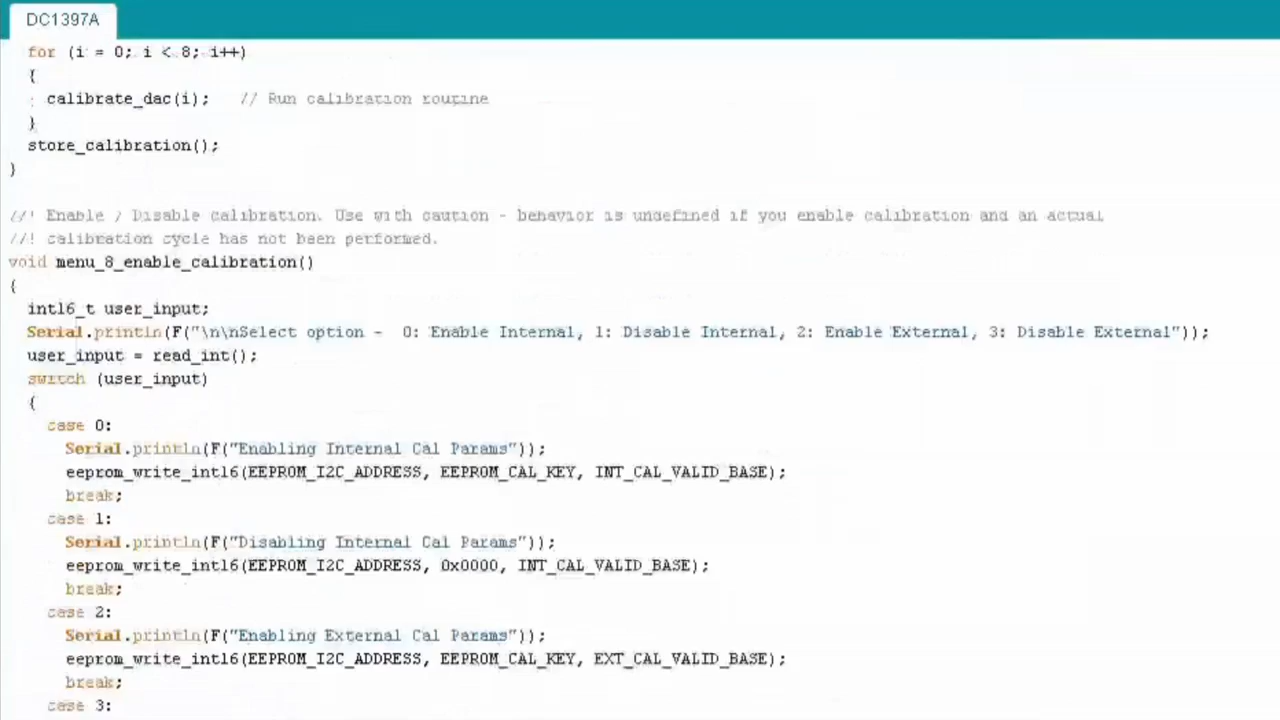 DC1397A
for (i = 0; i < 8; i++)
{
calibrate_dac(i);   // Run calibration routine
}
store_calibration();
}
//! Enable / Disable calibration. Use with caution - behavior is undefined if you enable calibration and an actual
//! calibration cycle has not been performed.
void menu_8_enable_calibration()
{
int16_t user_input;
Serial.println(F("\n\nSelect option -  0: Enable Internal, 1: Disable Internal, 2: Enable External, 3: Disable External"));
user_input = read_int();
switch (user_input)
{
case 0:
Serial.println(F("Enabling Internal Cal Params"));
eeprom_write_int16(EEPROM_I2C_ADDRESS, EEPROM_CAL_KEY, INT_CAL_VALID_BASE);
break;
case 1:
Serial.println(F("Disabling Internal Cal Params"));
eeprom_write_int16(EEPROM_I2C_ADDRESS, 0x0000, INT_CAL_VALID_BASE);
break;
case 2:
Serial.println(F("Enabling External Cal Params"));
eeprom_write_int16(EEPROM_I2C_ADDRESS, EEPROM_CAL_KEY, EXT_CAL_VALID_BASE);
break;
case 3: